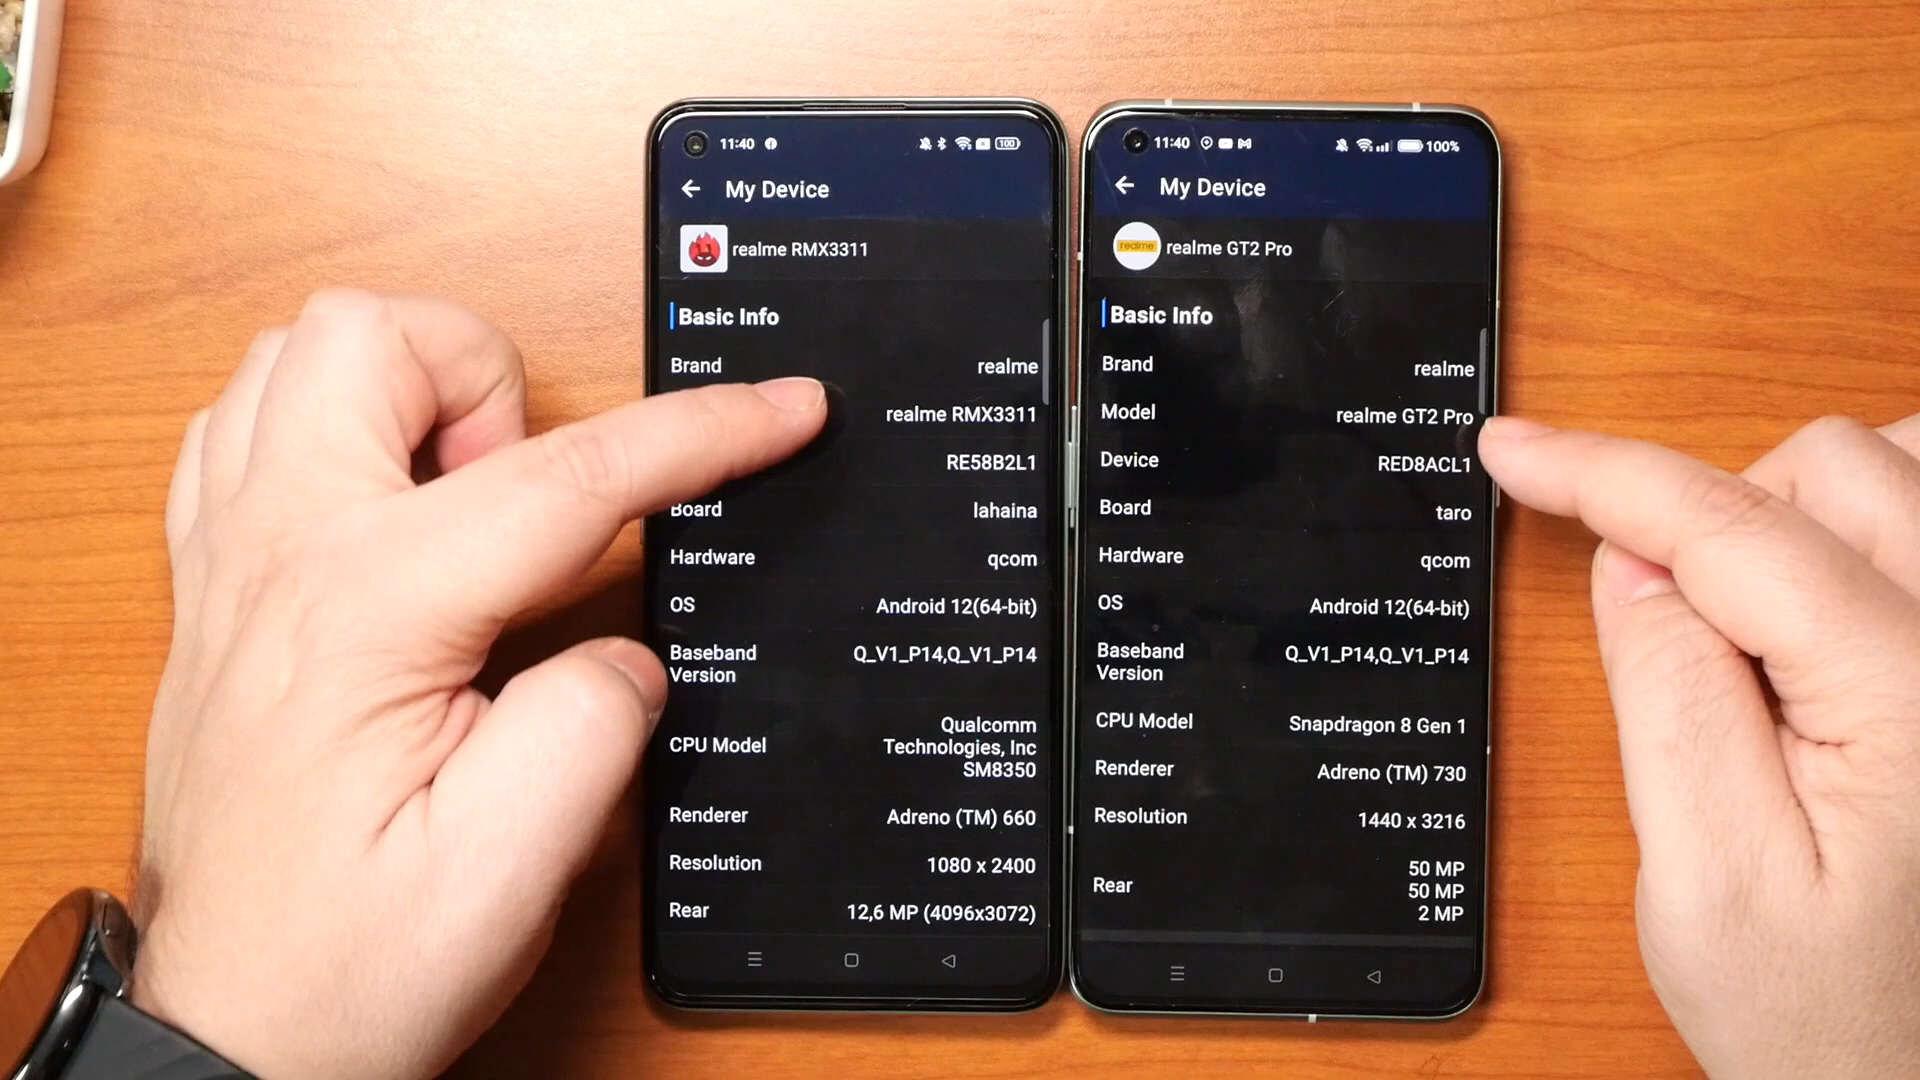 11:40
100
My Device
realme RMX3311
Basic Info
Brand realme
realme RMX3311
RE58B2L1
Board lahaina
Hardware qcom
OS Android 12(64-bit)
Baseband Version Q_V1_P14,Q_V1_P14
CPU Model Qualcomm
Technologies, Inc
SM8350
Renderer Adreno (TM) 660
Resolution 1080 x 2400
Rear 12,6 MP (4096x3072)
11:40
100%
My Device
realme
realme GT2 Pro
Basic Info
Brand realme
Model realme GT2 Pro
Device RED8ACL1
Board taro
Hardware qcom
OS Android 12(64-bit)
Baseband Version Q_V1_P14,Q_V1_P14
CPU Model Snapdragon 8 Gen 1
Renderer Adreno (TM) 730
Resolution 1440 x 3216
Rear 50 MP
50 MP
2 MP